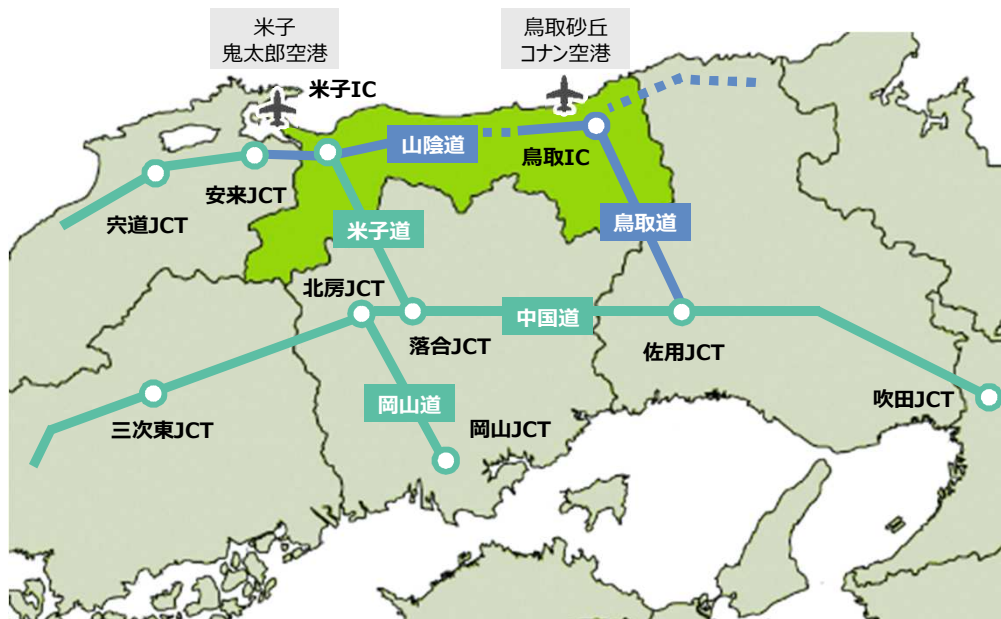 米子
鬼太郎空港
鳥取砂丘
コナン空港
米子IC
山陰道
鳥取IC
安来JCT
宍道JCT
米子道
鳥取道
北房JCT
中国道
落合JCT
佐用JCT
岡山道
吹田JCT
三次東JCT
岡山JCT